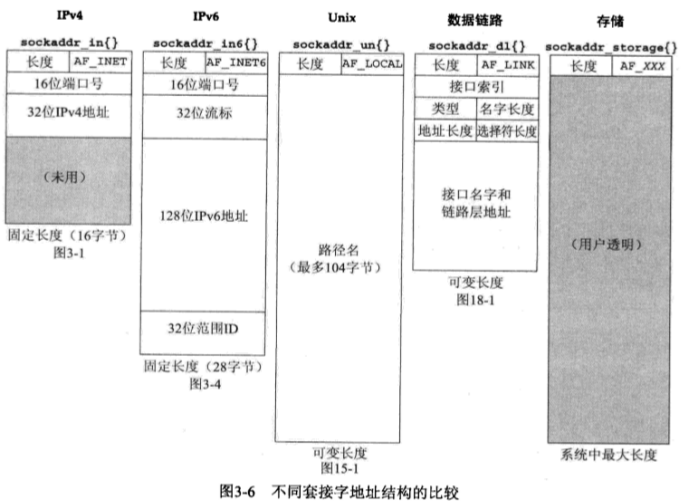 IPv4
sockaddr_in{}
长度 AF_INET
16位端口号
32位IPv4地址
（未用）
固定长度（16字节）
图3-1
IPv6
sockaddr_in6{}
长度 AF_INET6
16位端口号
32位流标
128位IPv6地址
32位范围ID
固定长度（28字节）
图3-4
Unix
sockaddr_un{}
长度 AF_LOCAL
路径名
（最多104字节）
可变长度
图15-1
数据链路
sockaddr_dl{}
长度 AF_LINK
接口索引
类型 名字长度
地址长度 选择符长度
接口名字和
链路层地址
可变长度
图18-1
存储
sockaddr_storage{}
长度 AF_XXX
（用户透明）
系统中最大长度
图3-6 不同套接字地址结构的比较